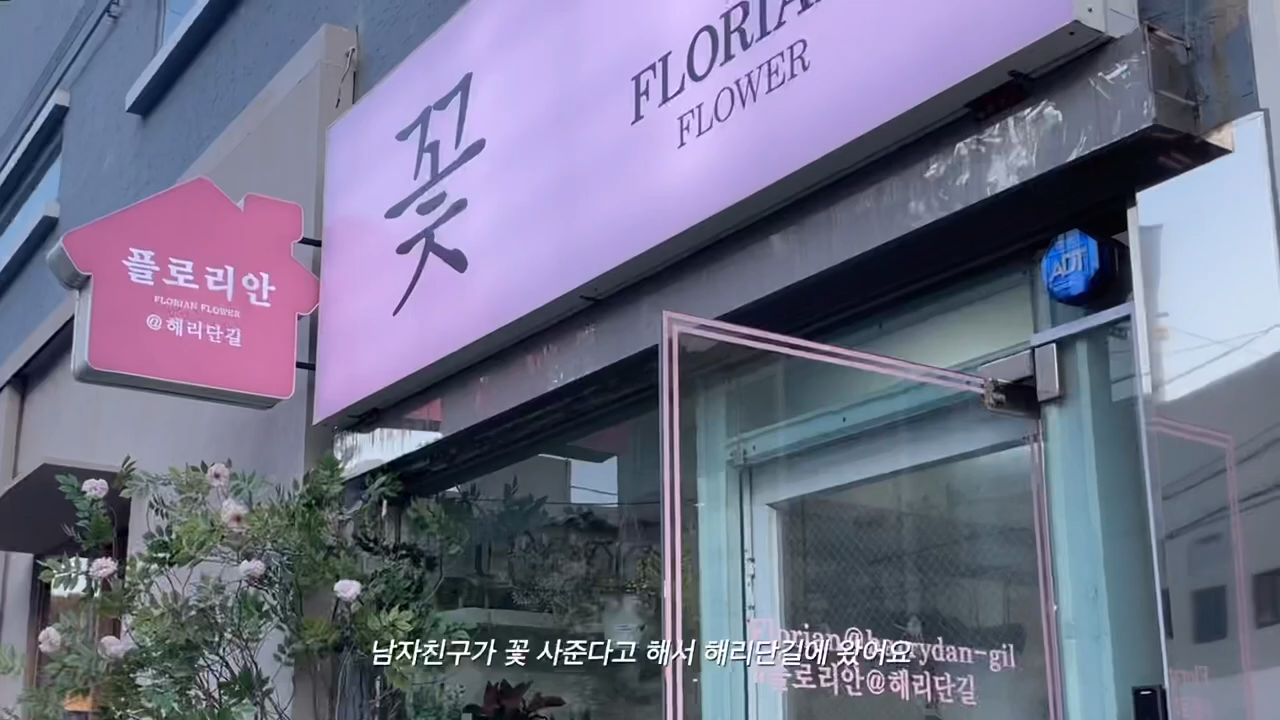 꽃
FLORIAN
FLOWER
플로리안
FLORIAN FLOWER
@해리단길
ADT
남자친구가 꽃 사준다고 해서 해리단길에 왔어요
플로리안@해리단길